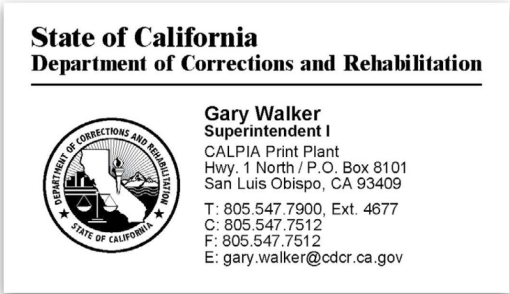 State of California
Department of Corrections and Rehabilitation
DEPARTMENT OF CORRECTIONS AND REHABILITATION
STATE OF CALIFORNIA
Gary Walker
Superintendent I
CALPIA Print Plant
Hwy. 1 North / P.O. Box 8101
San Luis Obispo, CA 93409
T: 805.547.7900, Ext. 4677
C: 805.547.7512
F: 805.547.7512
E: gary.walker@cdcr.ca.gov